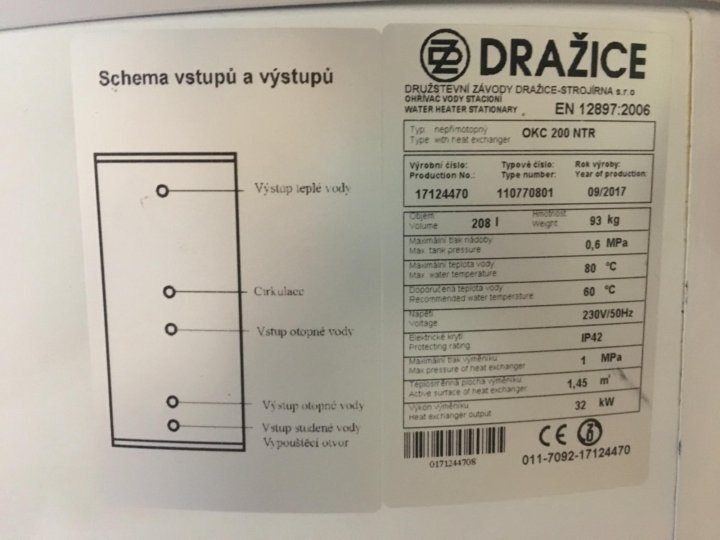 Schema vstupů a výstupů
Výstup teplé vody
Cirkulace
Vstup otopné vody
Výstup otopné vody
Vstup studené vody
Vypouštěcí otvor
DRAŽICE
DRUŽSTEVNÍ ZÁVODY DRAŽICE-STROJÍRNA s.r.o
OHŘÍVAČ VODY STACIONÍ
WATER HEATER STATIONARY
EN 12897:2006
Typ: nepřímotopný
Type with heat exchanger
OKC 200 NTR
Výrobní číslo:
Production No.:
17124470
Typové číslo:
Type number:
110770801
Rok výroby:
Year of production:
09/2017
Objem
Volume
208 l
Hmotnost
Weight
93 kg
Maximální tlak nádoby
Max. tank pressure
0,6 MPa
Maximální teplota vody
Max. water temperature
80 °C
Doporučená teplota vody
Recommended water temperature
60 °C
Napětí
Voltage
230V/50Hz
Elektrické krytí
Protecting rating
IP42
Maximální tlak výměníku
Max pressure of heat exchanger
1 MPa
Teplosměnná plocha výměníku
Active surface of heat exchanger
1,45 m²
Výkon výměníku
Heat exchanger output
32 kW
0171244708
CE
011-7092-17124470